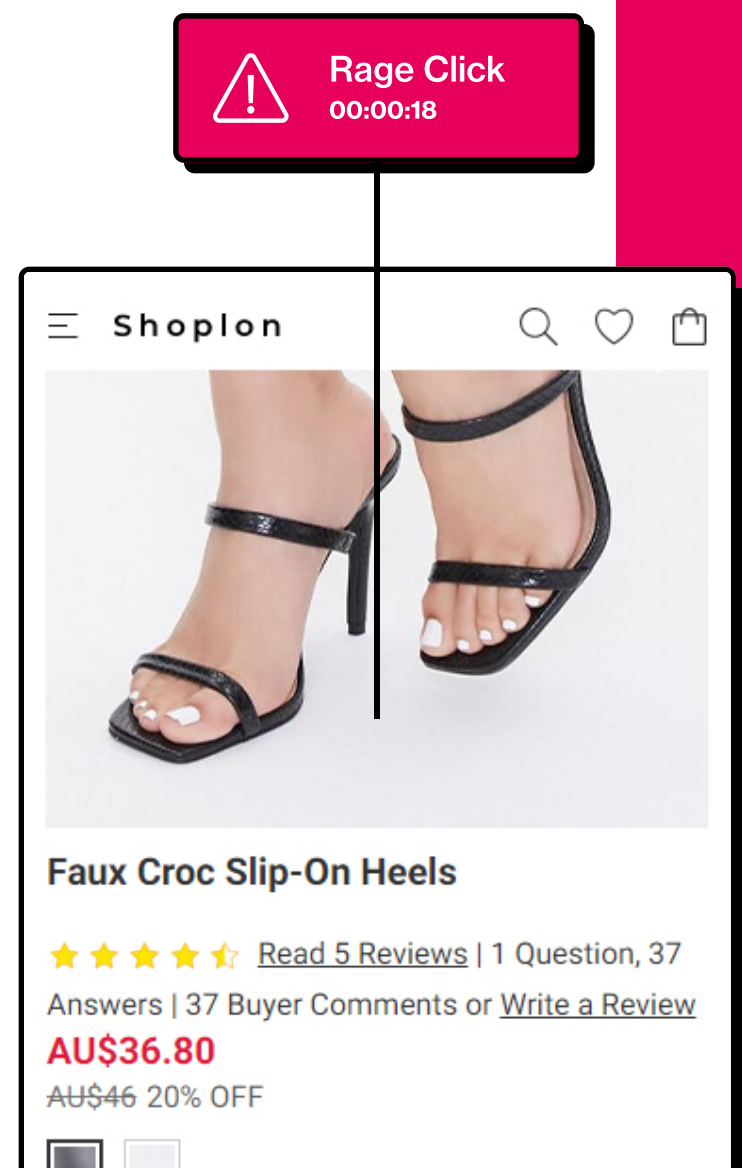 Rage Click
00:00:18
Shoplon
Faux Croc Slip-On Heels
Read 5 Reviews | 1 Question, 37
Answers | 37 Buyer Comments or Write a Review
AU$36.80
AU$46 20% OFF